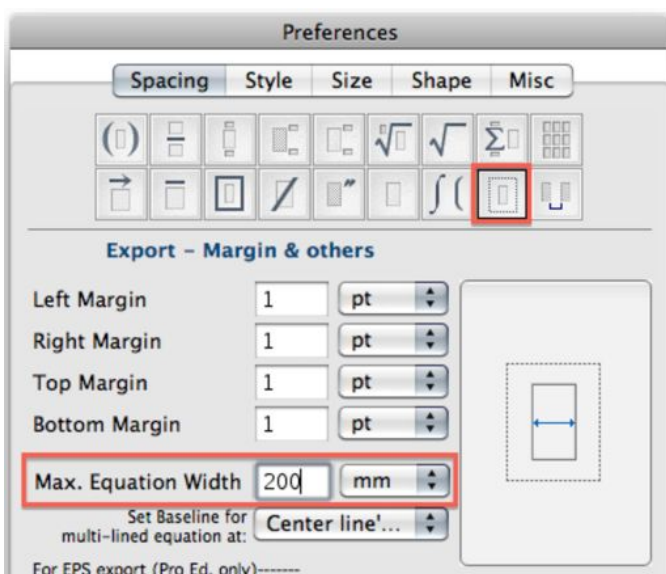 Preferences
Spacing Style Size Shape Misc
Export – Margin & others
Left Margin 1 pt
Right Margin 1 pt
Top Margin 1 pt
Bottom Margin 1 pt
Max. Equation Width 200 mm
Set Baseline for
multi-lined equation at: Center line'...
For EPS export (Pro Ed. only)-------